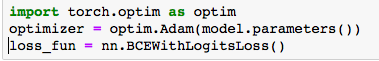 import torch.optim as optim
optimizer = optim.Adam(model.parameters())
loss_fun = nn.BCEWithLogitsLoss()